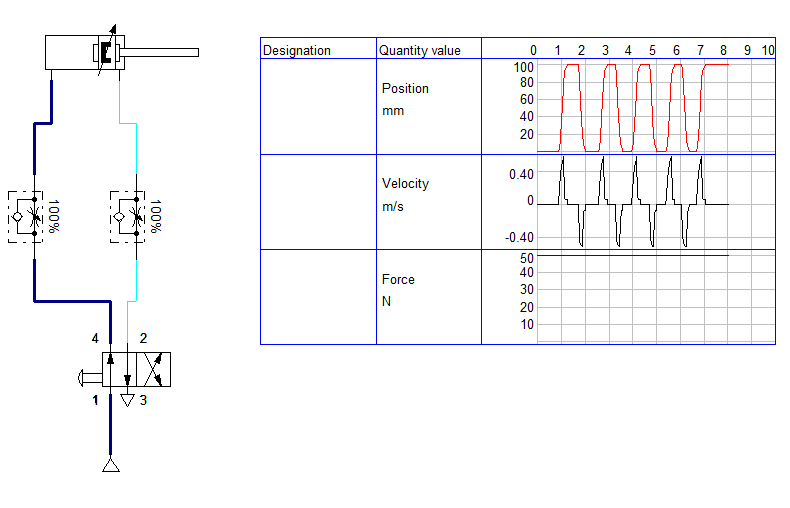 Designation Quantity value 0 1 2 3 4 5 6 7 8 9 10
Position
mm
100
80
60
40
20
Velocity
m/s
0.40
0
-0.40
Force
N
50
40
30
20
10
100% 100%
4 2
1 3